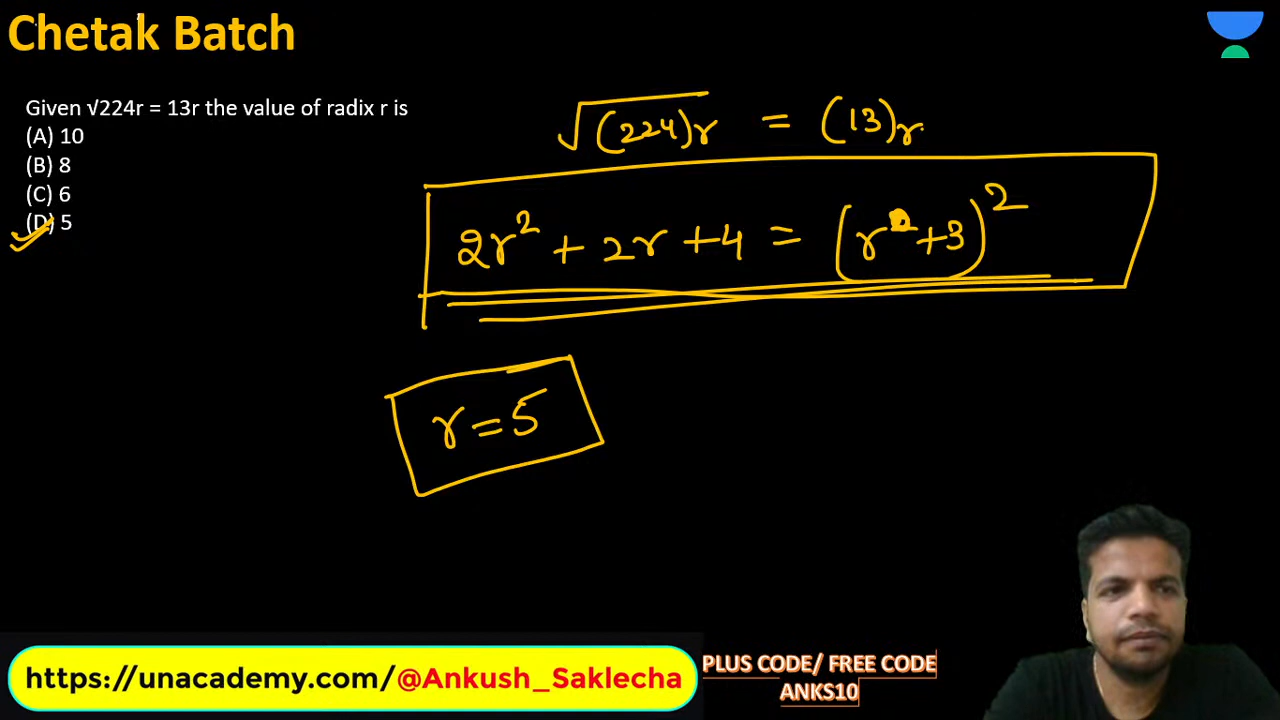 Chetak Batch
Given √224r = 13r the value of radix r is
(A) 10
(B) 8
(C) 6
(D) 5
√(224)r = (13)r
2r² + 2r + 4 = (r + 3)²
r = 5
https://unacademy.com/@Ankush_Saklecha
PLUS CODE/ FREE CODE
ANKS10